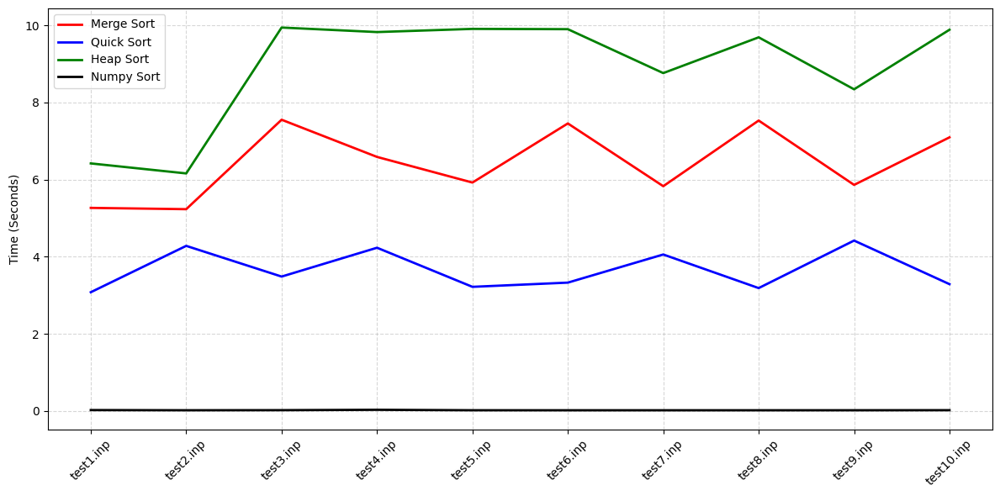 Merge Sort
Quick Sort
Heap Sort
Numpy Sort
Time (Seconds)
10
8
6
4
2
0
test1.inp
test2.inp
test3.inp
test4.inp
test5.inp
test6.inp
test7.inp
test8.inp
test9.inp
test10.inp